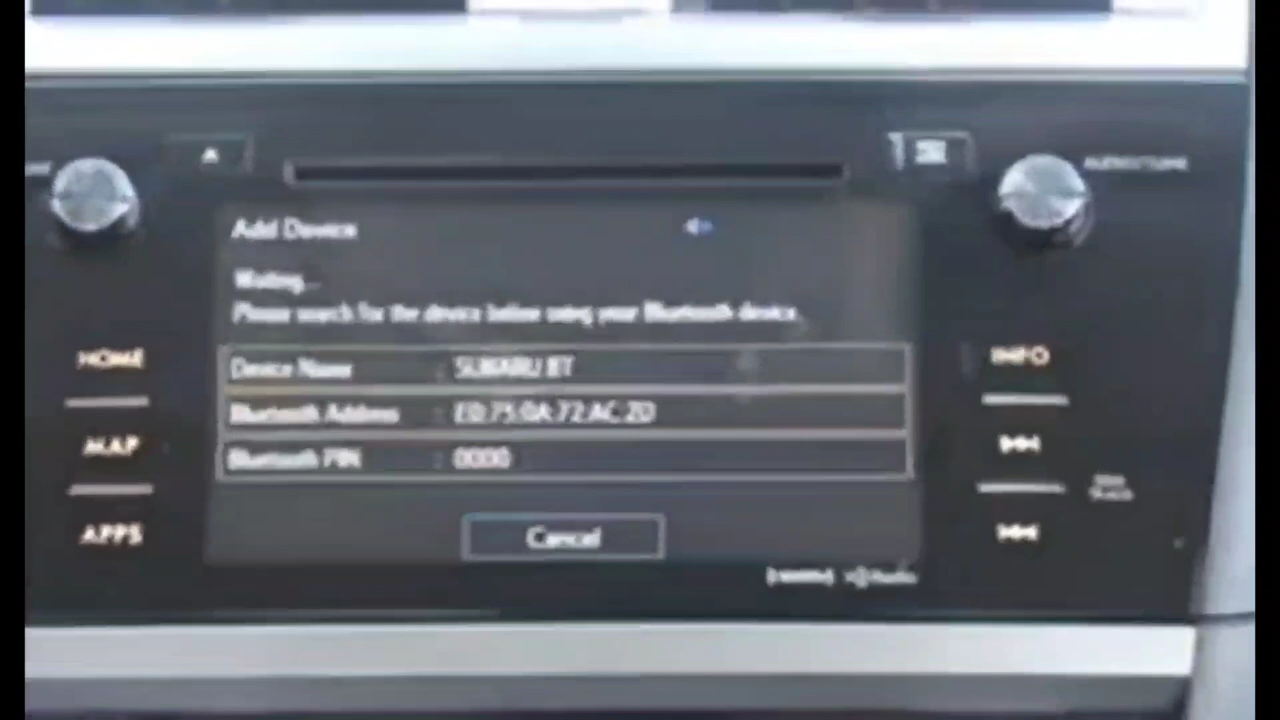 Add Device
Waiting...
Please search for the device before using your Bluetooth device.
HOME
Device Name : SUBARU BT
INFO
Bluetooth Address : E0:75:0A:72:AC:2D
MAP
Bluetooth PIN : 0000
APPS
Cancel